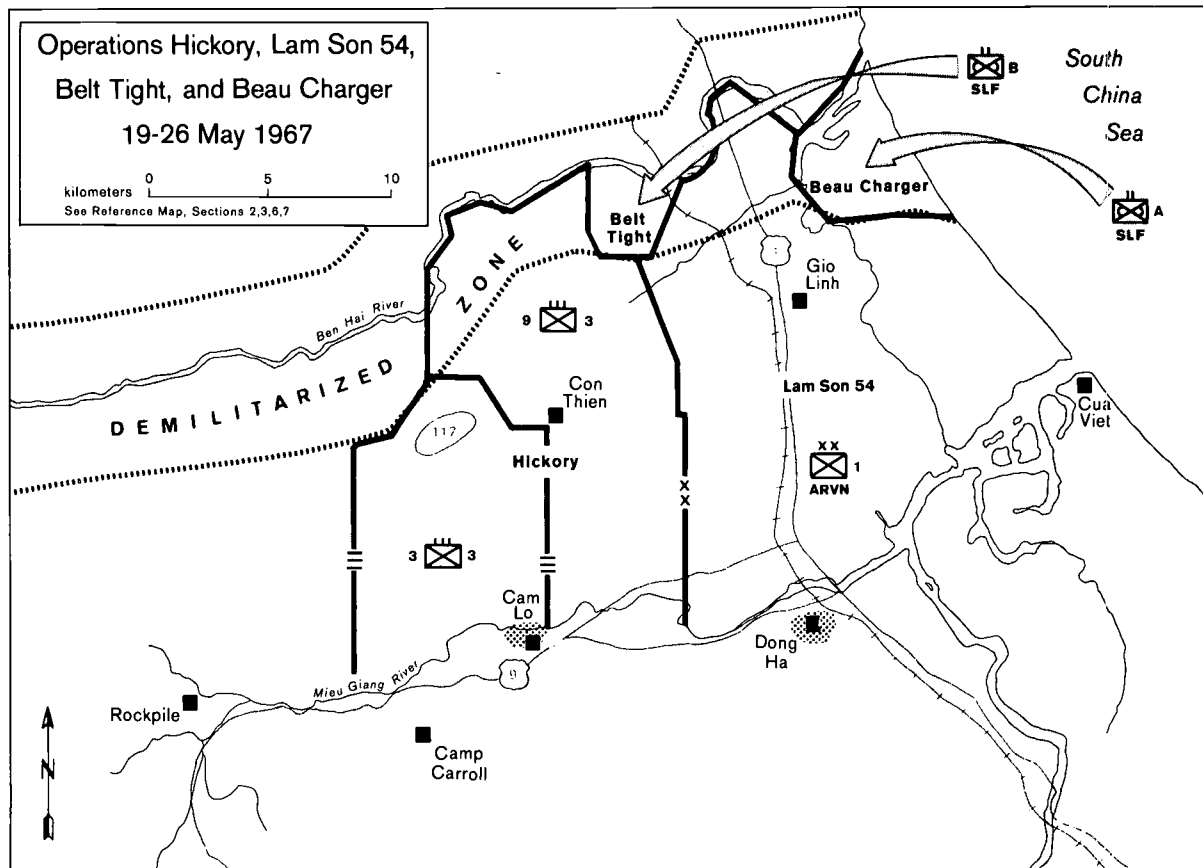 Operations Hickory, Lam Son 54,
Belt Tight, and Beau Charger
19-26 May 1967
kilometers 0 5 10
See Reference Map, Sections 2,3,6,7
B
SLF
South
China
Sea
A
SLF
Beau Charger
Belt
Tight
Gio
Linh
Ben Hai River
DEMILITARIZED ZONE
9 3
Con
Thien
117
Hickory
Lam Son 54
XX
1
ARVN
Cua
Viet
XX
3 3
Cam
Lo
Dong
Ha
9
Mieu Giang River
Rockpile
Camp
Carroll
N